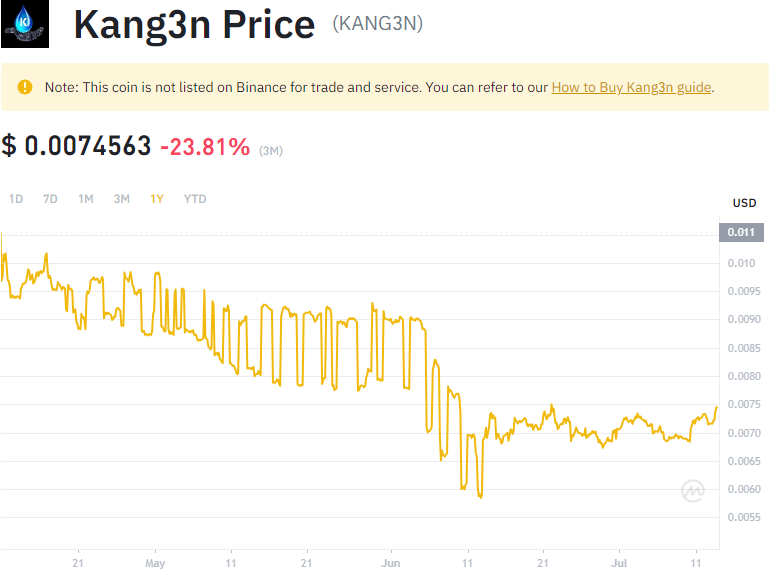 Kang3n Price (KANG3N)
Note: This coin is not listed on Binance for trade and service. You can refer to our How to Buy Kang3n guide.
$ 0.0074563 -23.81% (3M)
1D 7D 1M 3M 1Y YTD
USD
0.011
0.010
0.0095
0.0090
0.0085
0.0080
0.0075
0.0070
0.0065
0.0060
0.0055
21 May 11 21 Jun 11 21 Jul 11